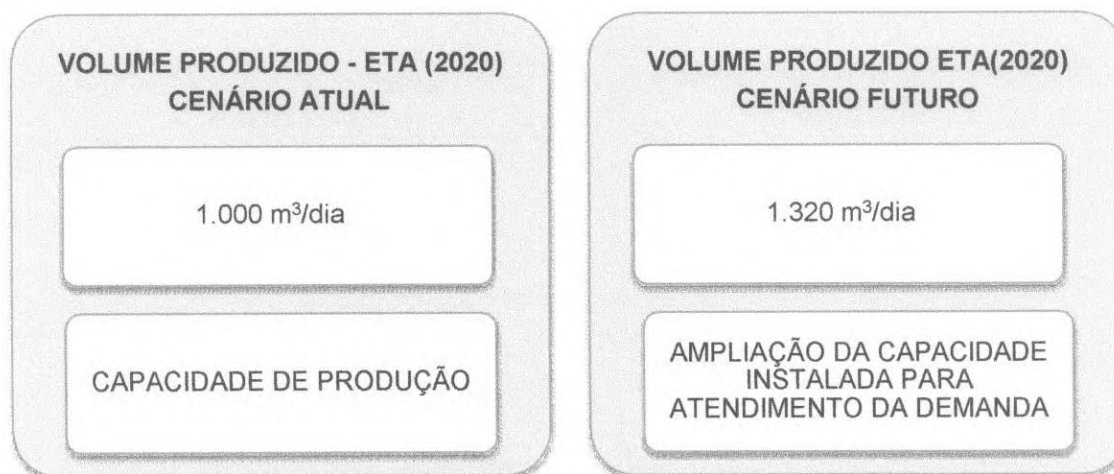 VOLUME PRODUZIDO - ETA (2020)
CENÁRIO ATUAL
1.000 m³/dia
CAPACIDADE DE PRODUÇÃO
VOLUME PRODUZIDO ETA(2020)
CENÁRIO FUTURO
1.320 m³/dia
AMPLIAÇÃO DA CAPACIDADE
INSTALADA PARA
ATENDIMENTO DA DEMANDA